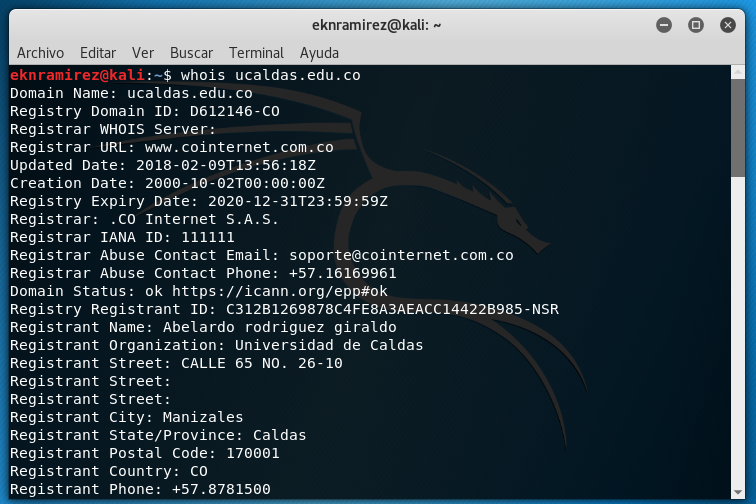 eknramirez@kali: ~
Archivo Editar Ver Buscar Terminal Ayuda
eknramirez@kali:~$ whois ucaldas.edu.co
Domain Name: ucaldas.edu.co
Registry Domain ID: D612146-CO
Registrar WHOIS Server:
Registrar URL: www.cointernet.com.co
Updated Date: 2018-02-09T13:56:18Z
Creation Date: 2000-10-02T00:00:00Z
Registry Expiry Date: 2020-12-31T23:59:59Z
Registrar: .CO Internet S.A.S.
Registrar IANA ID: 111111
Registrar Abuse Contact Email: soporte@cointernet.com.co
Registrar Abuse Contact Phone: +57.16169961
Domain Status: ok https://icann.org/epp#ok
Registry Registrant ID: C312B1269878C4FE8A3AEACC14422B985-NSR
Registrant Name: Abelardo rodriguez giraldo
Registrant Organization: Universidad de Caldas
Registrant Street: CALLE 65 NO. 26-10
Registrant Street:
Registrant Street:
Registrant City: Manizales
Registrant State/Province: Caldas
Registrant Postal Code: 170001
Registrant Country: CO
Registrant Phone: +57.8781500